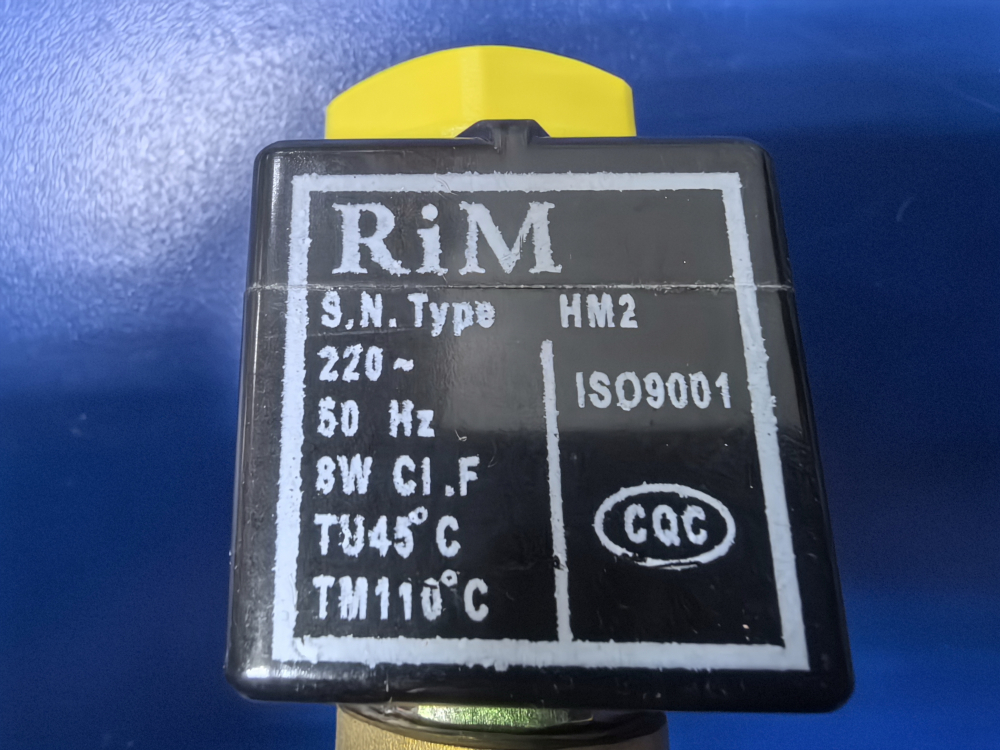 RiM
S.N. Type HM2
220~
ISO9001
50 Hz
8W Cl.F
CQC
TU45°C
TM110°C